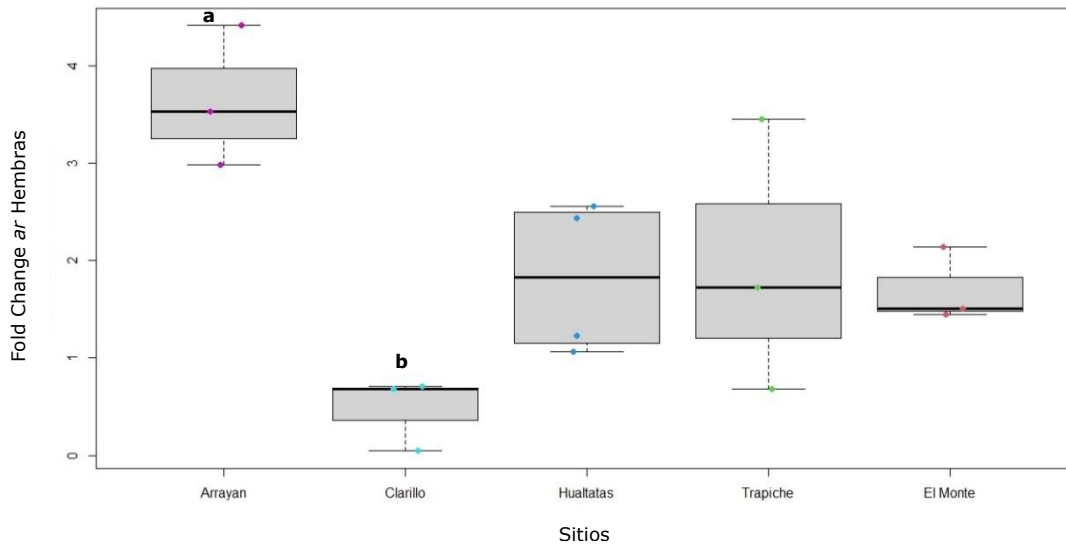 a
4
3
2
1
0
b
Fold Change ar Hembras
Arrayan Clarillo Hualtatas Trapiche El Monte
Sitios